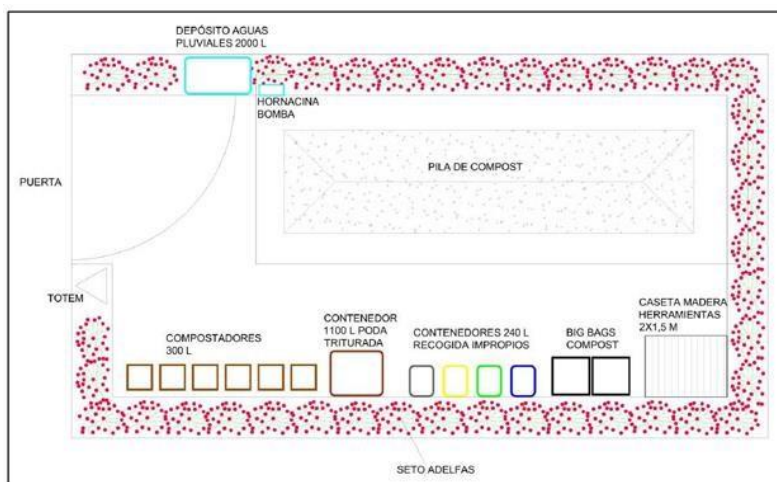 DEPÓSITO AGUAS
PLUVIALES 2000 L
HORNACINA
BOMBA
PILA DE COMPOST
PUERTA
TOTEM
COMPOSTADORES
300 L
CONTENEDOR
1100 L PODA
TRITURADA
CONTENEDORES 240 L
RECOGIDA IMPROPIOS
BIG BAGS
COMPOST
CASETA MADERA
HERRAMIENTAS
2X1,5 M
SETO ADELFAS